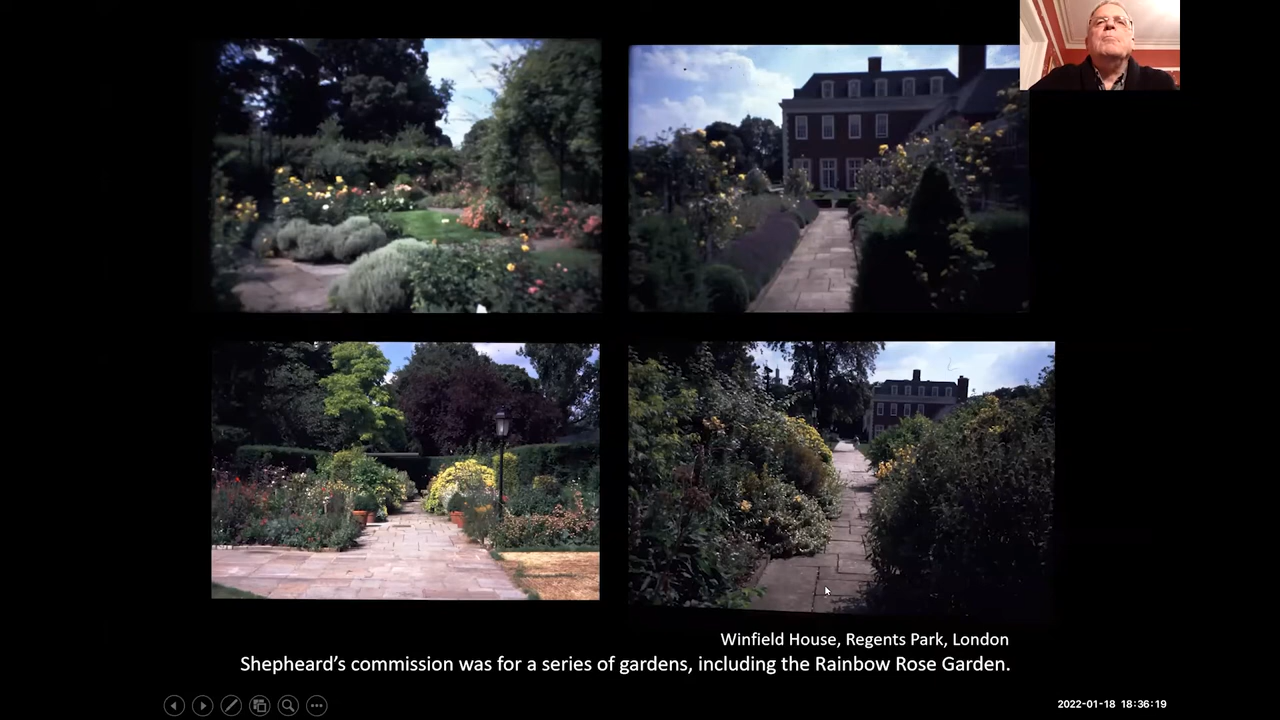 Winfield House, Regents Park, London
Shepheard's commission was for a series of gardens, including the Rainbow Rose Garden.
2022-01-18 18:36:19